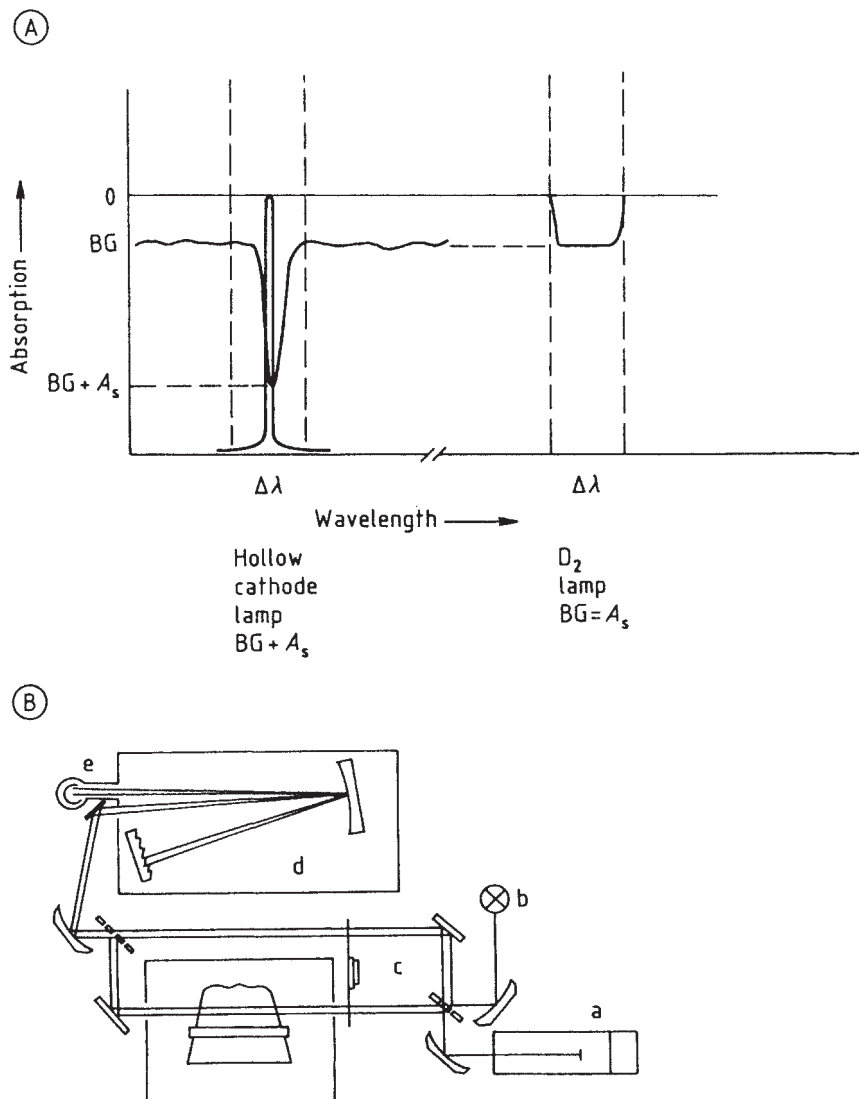 A
0
BG
BG + Aₛ
Absorption
Δλ
Δλ
Wavelength
Hollow
cathode
lamp
BG + Aₛ
D₂
lamp
BG = Aₛ
B
e
d
b
c
a